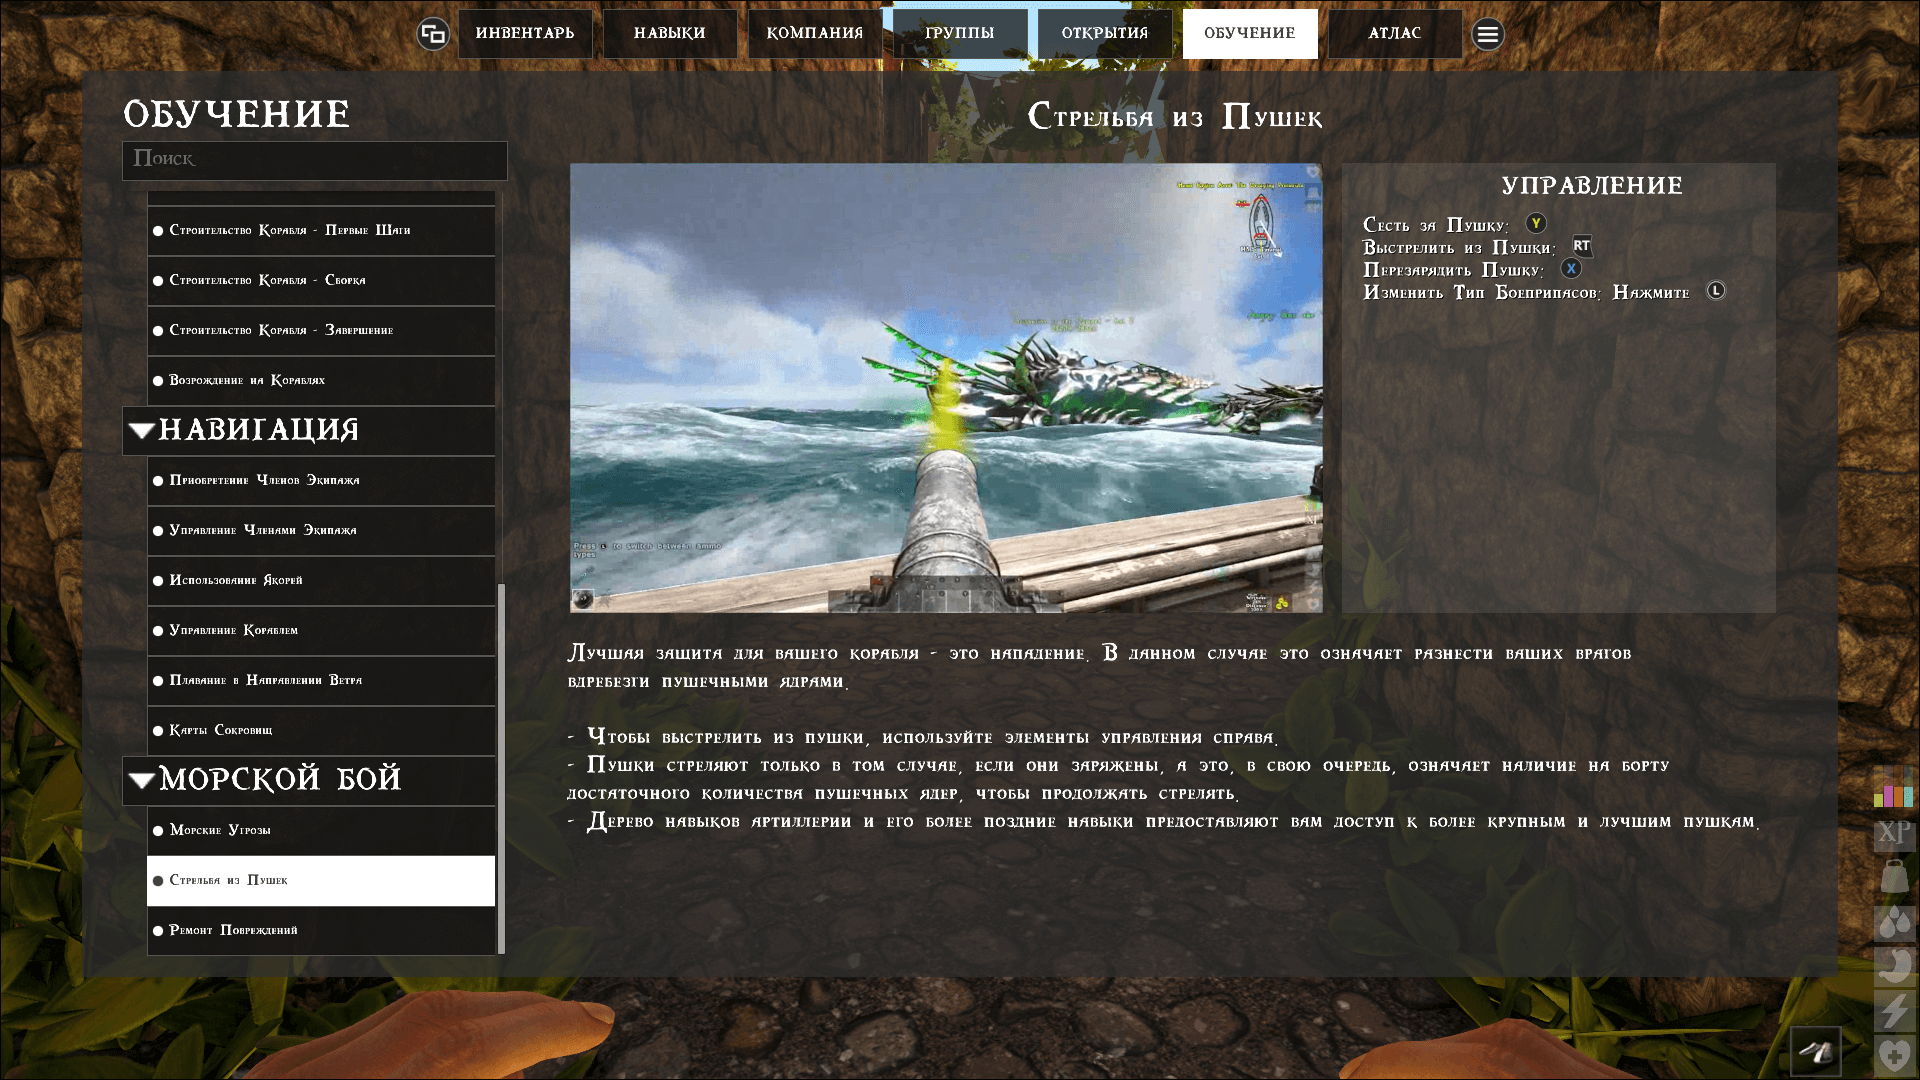 ИНВЕНТАРЬ
НАВЫКИ
КОМПАНИЯ
ГРУППЫ
ОТКРЫТИЯ
ОБУЧЕНИЕ
АТЛАС
ОБУЧЕНИЕ
Поиск
Строительство Корабля - Первые Шаги
Строительство Корабля - Сборка
Строительство Корабля - Завершение
Возрождение на Кораблях
НАВИГАЦИЯ
Приобретение Членов Экипажа
Управление Членами Экипажа
Использование Якорей
Управление Кораблем
Плавание в Направлении Ветра
Карты Сокровищ
МОРСКОЙ БОЙ
Морские Угрозы
Стрельба из Пушек
Ремонт Повреждений
Стрельба из Пушек
Press to switch between ammo
types
УПРАВЛЕНИЕ
Сесть за Пушку: Y
Выстрелить из Пушки: RT
Перезарядить Пушку: X
Изменить Тип Боеприпасов: Нажмите L
Лучшая защита для вашего корабля - это нападение. В данном случае это означает разнести ваших врагов
вдребезги пушечными ядрами.
- Чтобы выстрелить из пушки, используйте элементы управления справа.
- Пушки стреляют только в том случае, если они заряжены, а это, в свою очередь, означает наличие на борту
достаточного количества пушечных ядер, чтобы продолжать стрелять.
- Дерево навыков артиллерии и его более поздние навыки предоставляют вам доступ к более крупным и лучшим пушкам.
XP